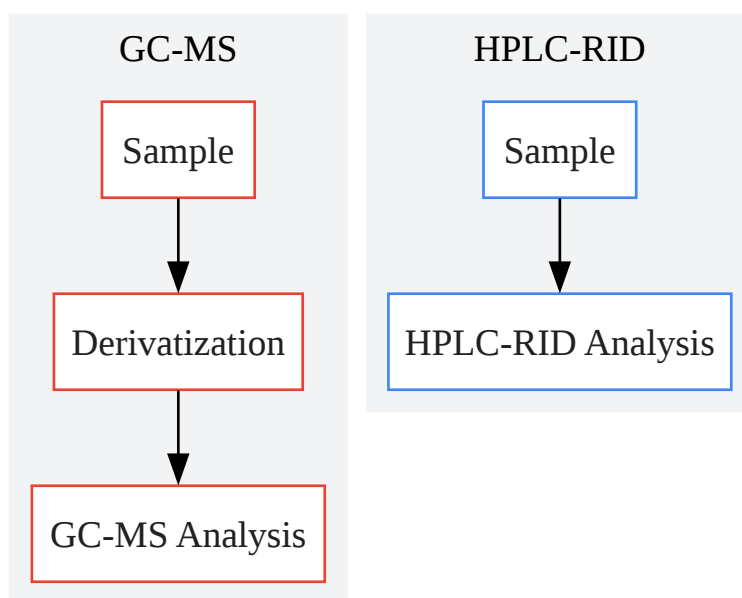 GC-MS
Sample
Derivatization
GC-MS Analysis
HPLC-RID
Sample
HPLC-RID Analysis